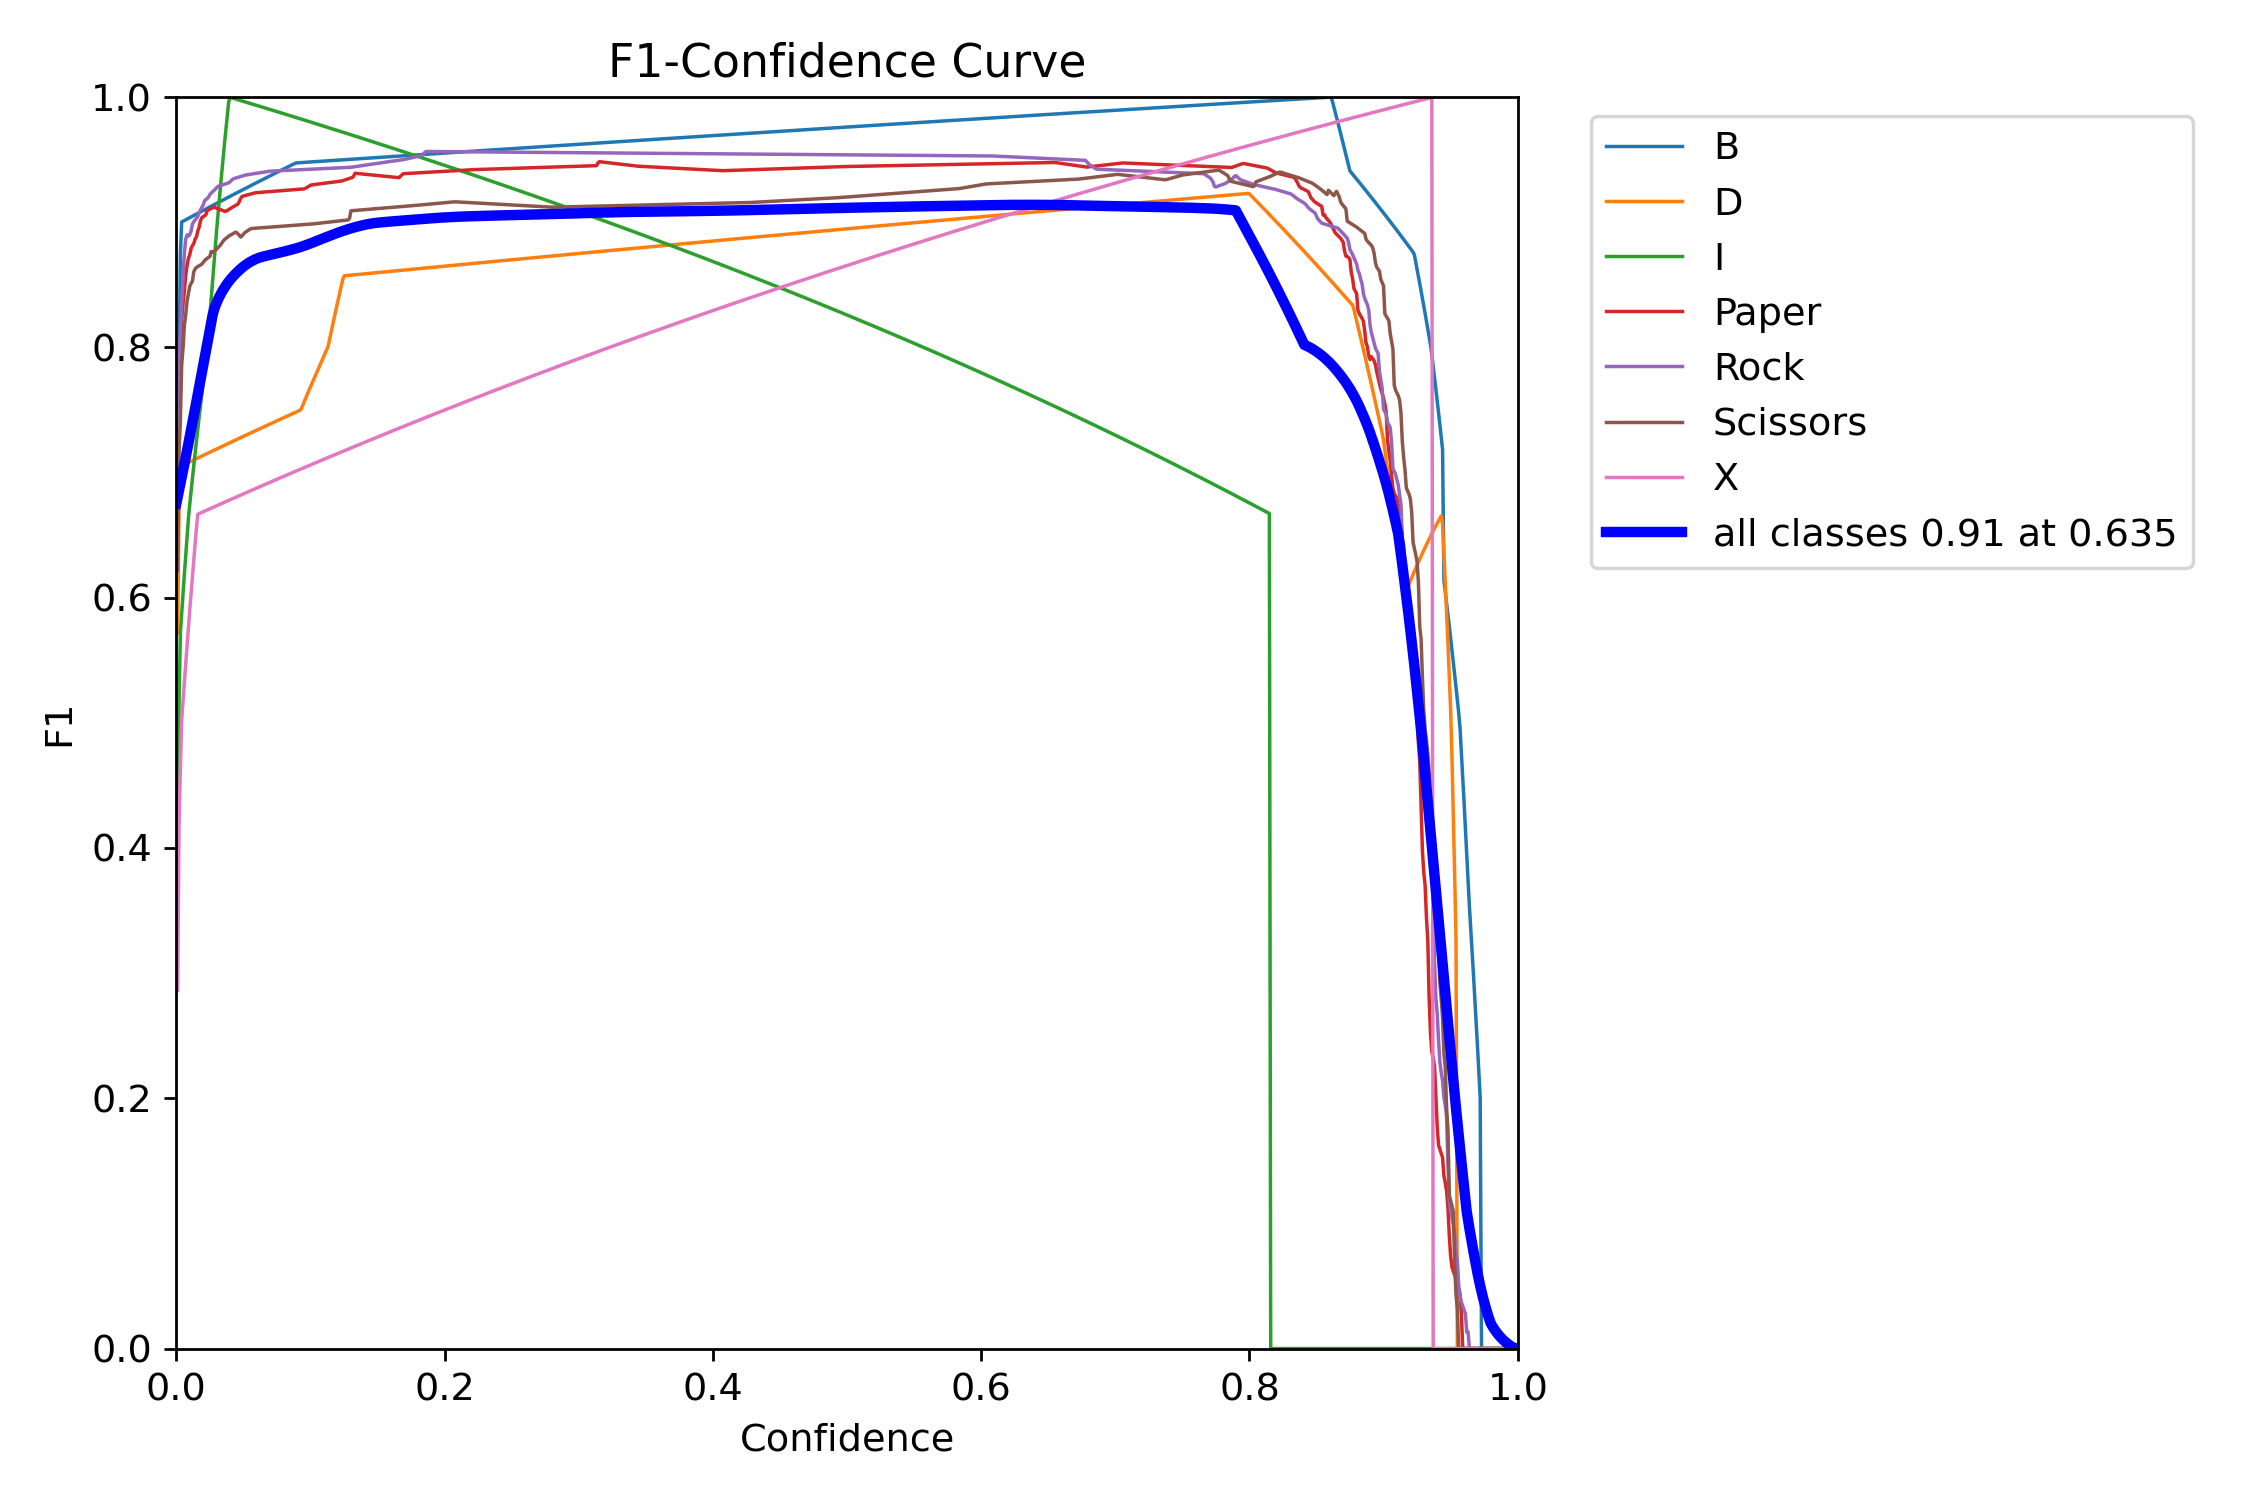 F1-Confidence Curve
1.0
0.8
0.6
0.4
0.2
0.0
F1
0.0 0.2 0.4 0.6 0.8 1.0
Confidence
B
D
I
Paper
Rock
Scissors
X
all classes 0.91 at 0.635